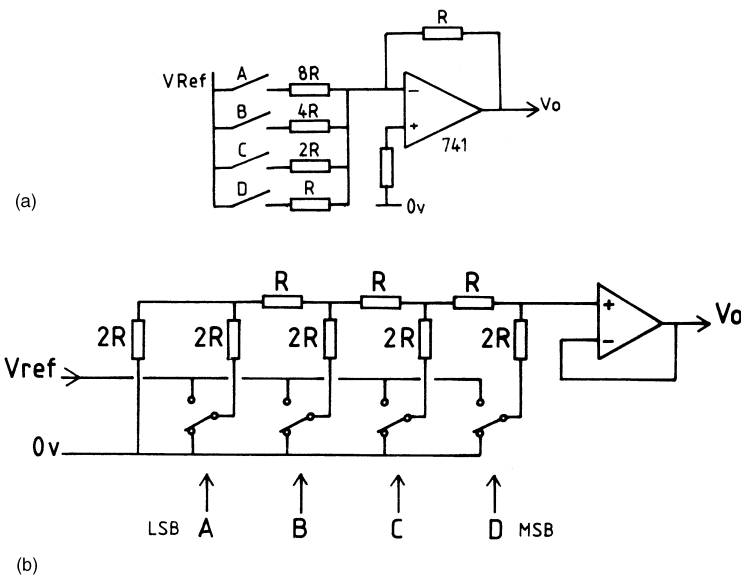 (a)
R
VRef
A
8R
B
4R
C
2R
D
R
−
+
741
Vo
0v
(b)
R
R
R
2R
2R
2R
2R
2R
+
−
Vo
Vref
0v
LSB A
B
C
D MSB